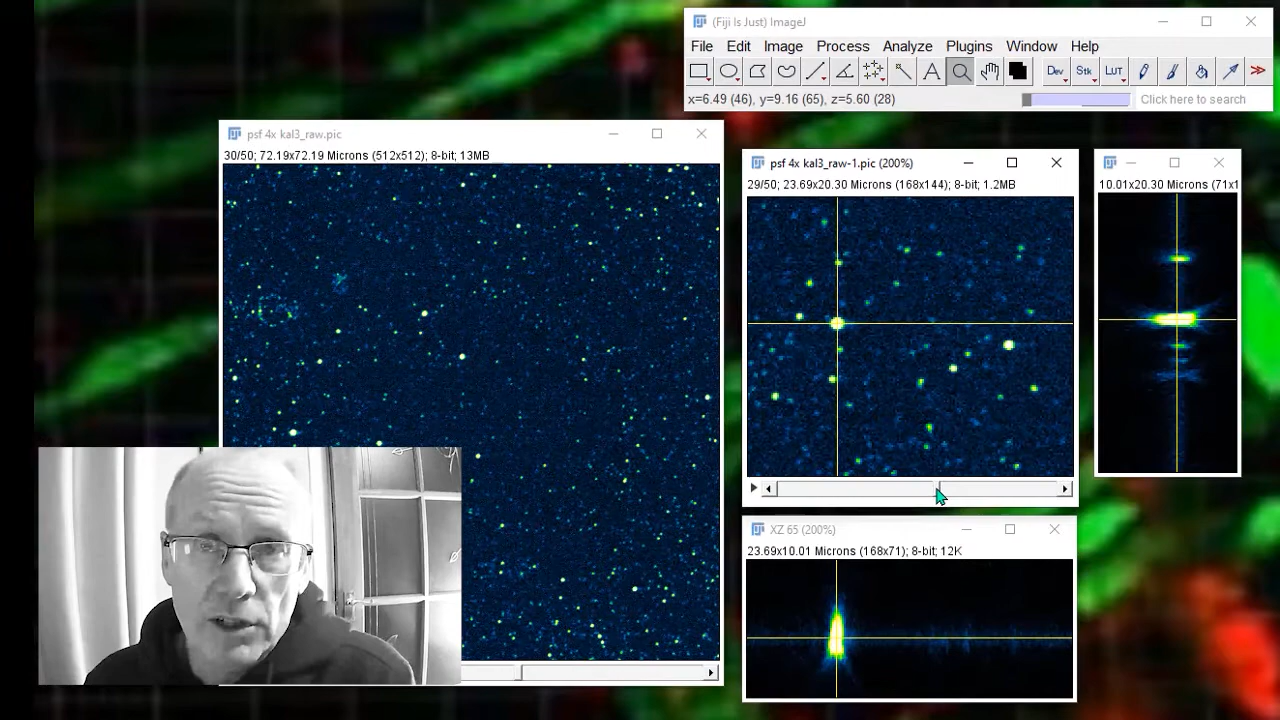 (Fiji Is Just) ImageJ
File Edit Image Process Analyze Plugins Window Help
Dev Stk LUT
x=6.49 (46), y=9.16 (65), z=5.60 (28)
Click here to search
psf 4x kal3_raw.pic
30/50; 72.19x72.19 Microns (512x512); 8-bit; 13MB
psf 4x kal3_raw-1.pic (200%)
29/50; 23.69x20.30 Microns (168x144); 8-bit; 1.2MB
10.01x20.30 Microns (71x1
XZ 65 (200%)
23.69x10.01 Microns (168x71); 8-bit; 12K